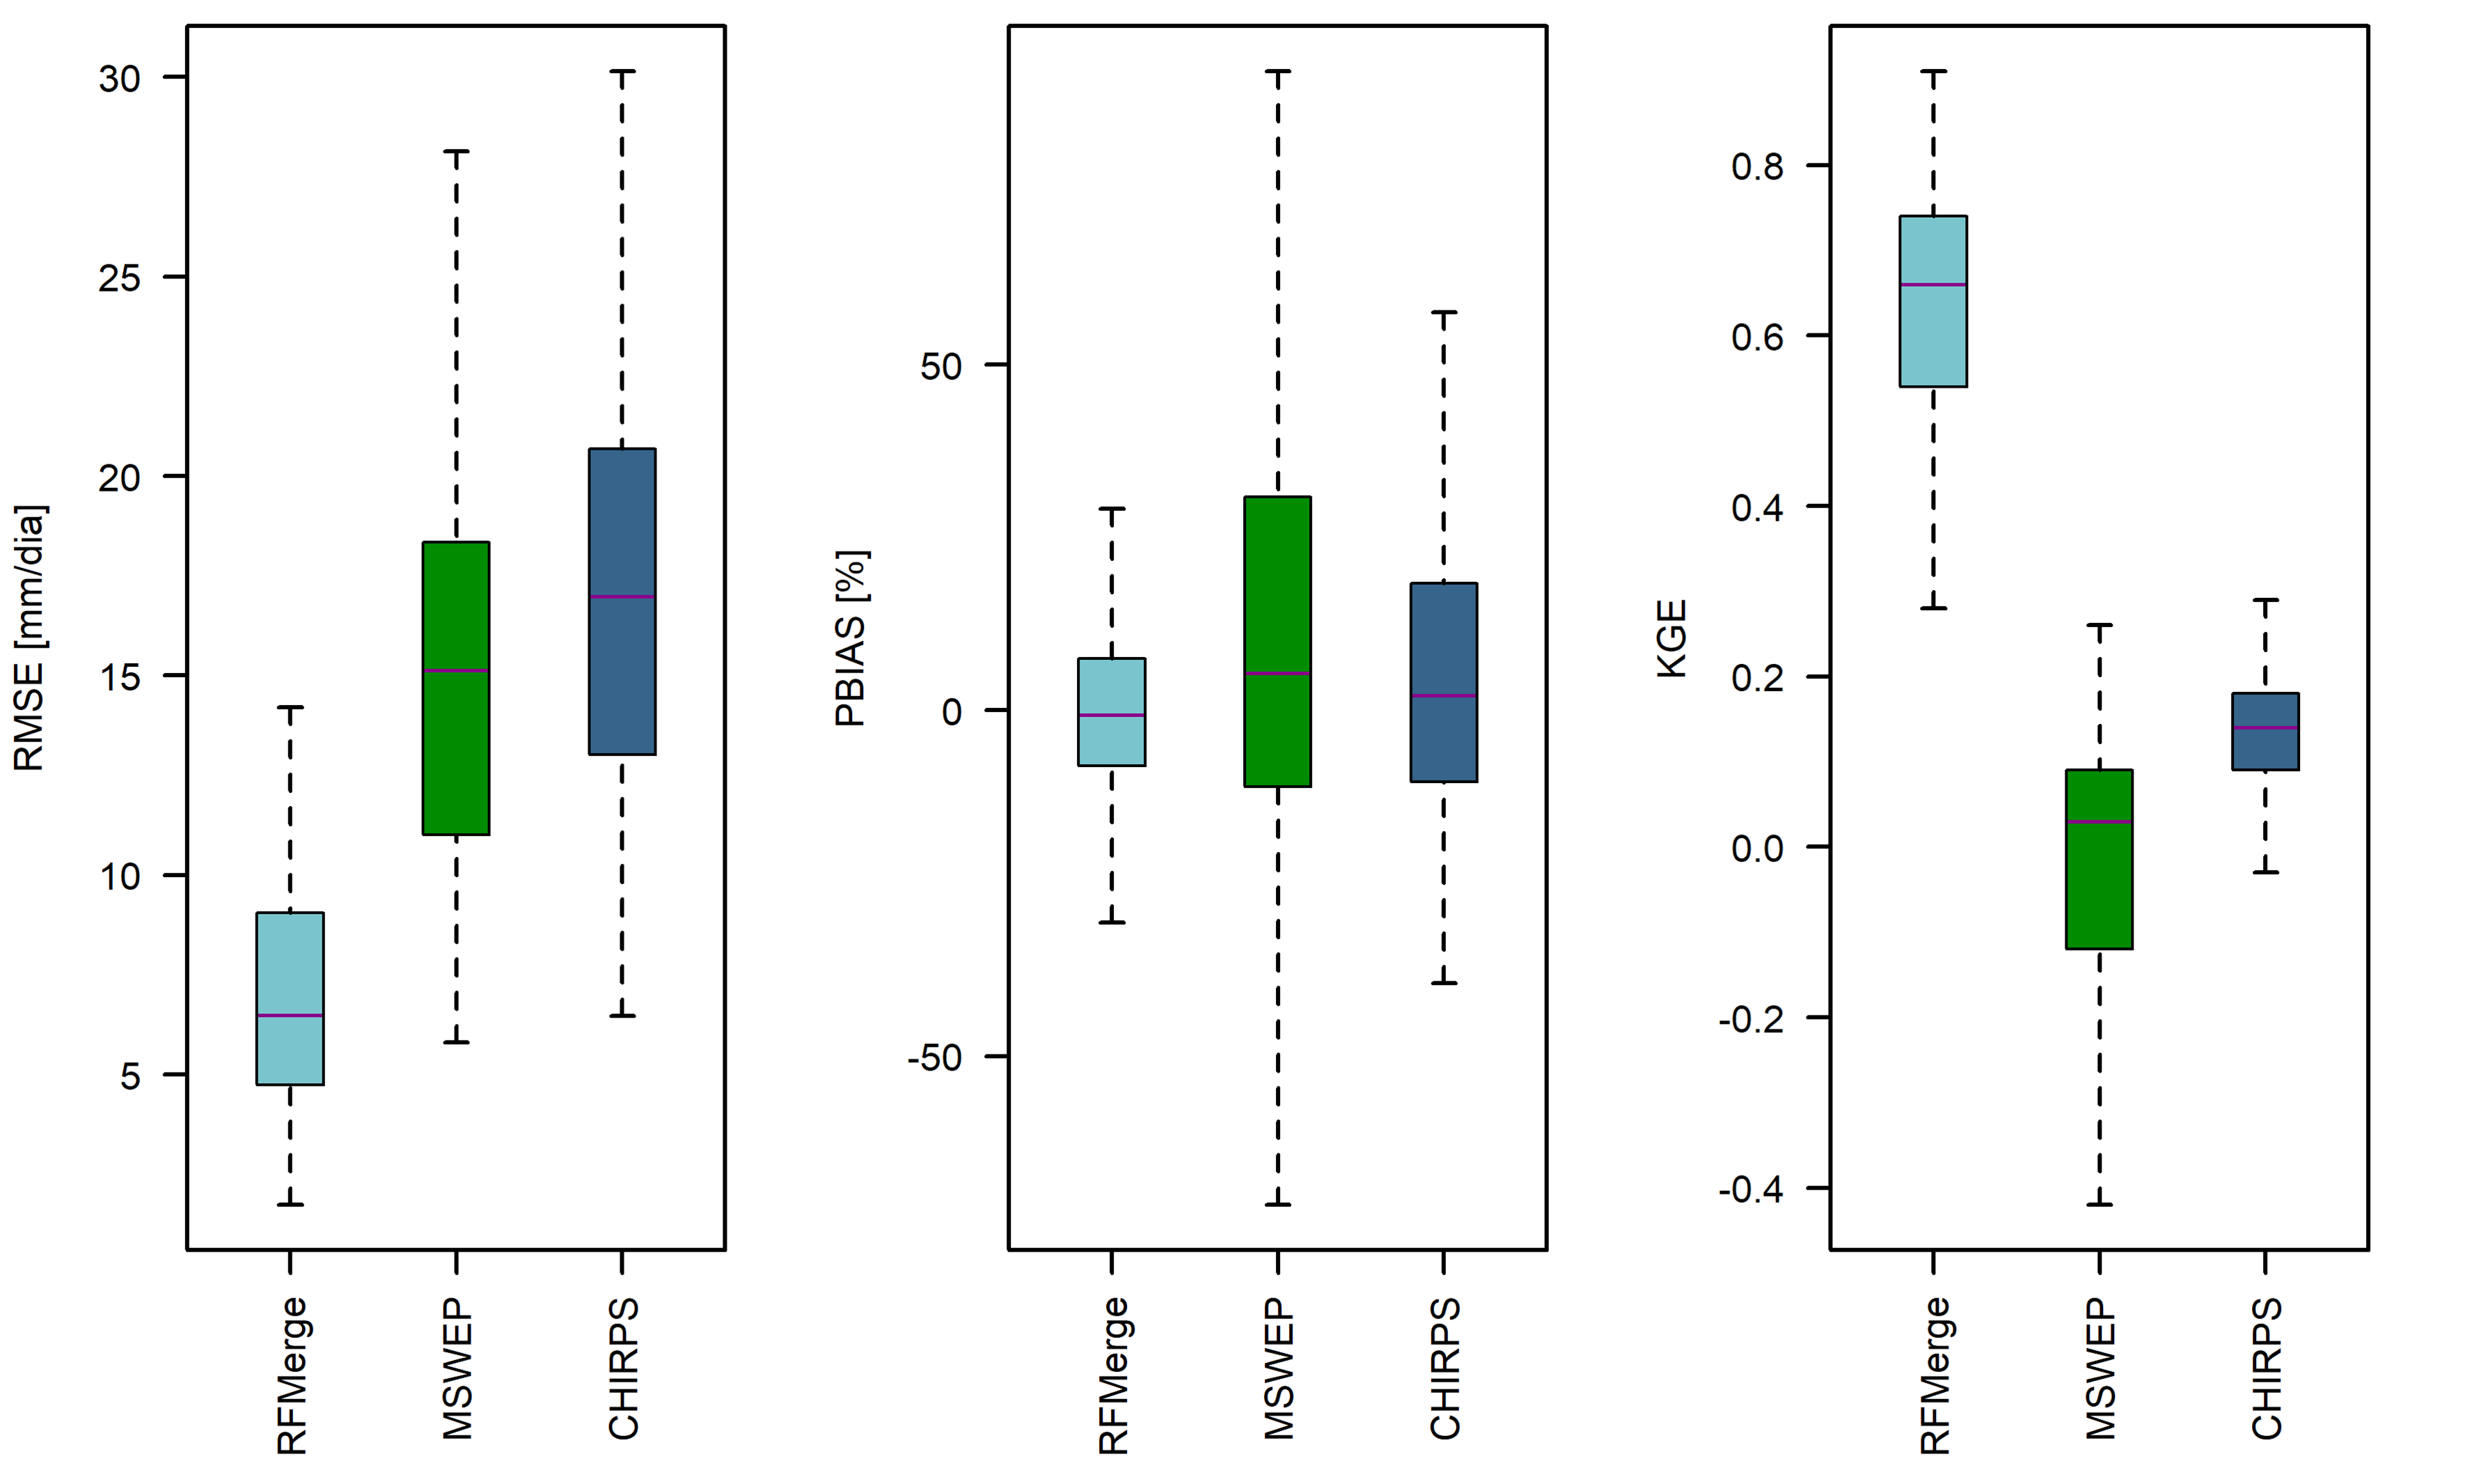 RMSE [mm/dia]
30
25
20
15
10
5
RFMerge
MSWEP
CHIRPS
PBIAS [%]
50
0
-50
RFMerge
MSWEP
CHIRPS
KGE
0.8
0.6
0.4
0.2
0.0
-0.2
-0.4
RFMerge
MSWEP
CHIRPS